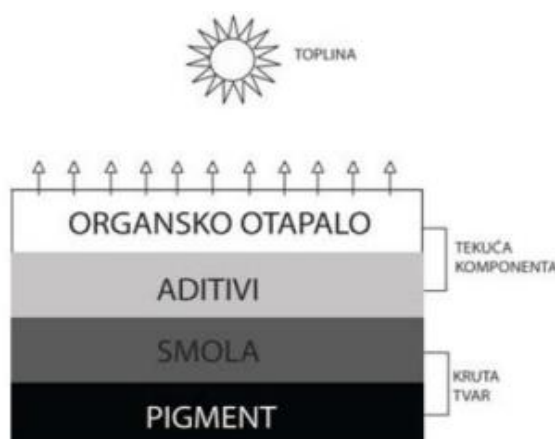 TOPLINA
ORGANSKO OTAPALO
TEKUĆA
KOMPONENTA
ADITIVI
SMOLA
KRUTA
TVAR
PIGMENT